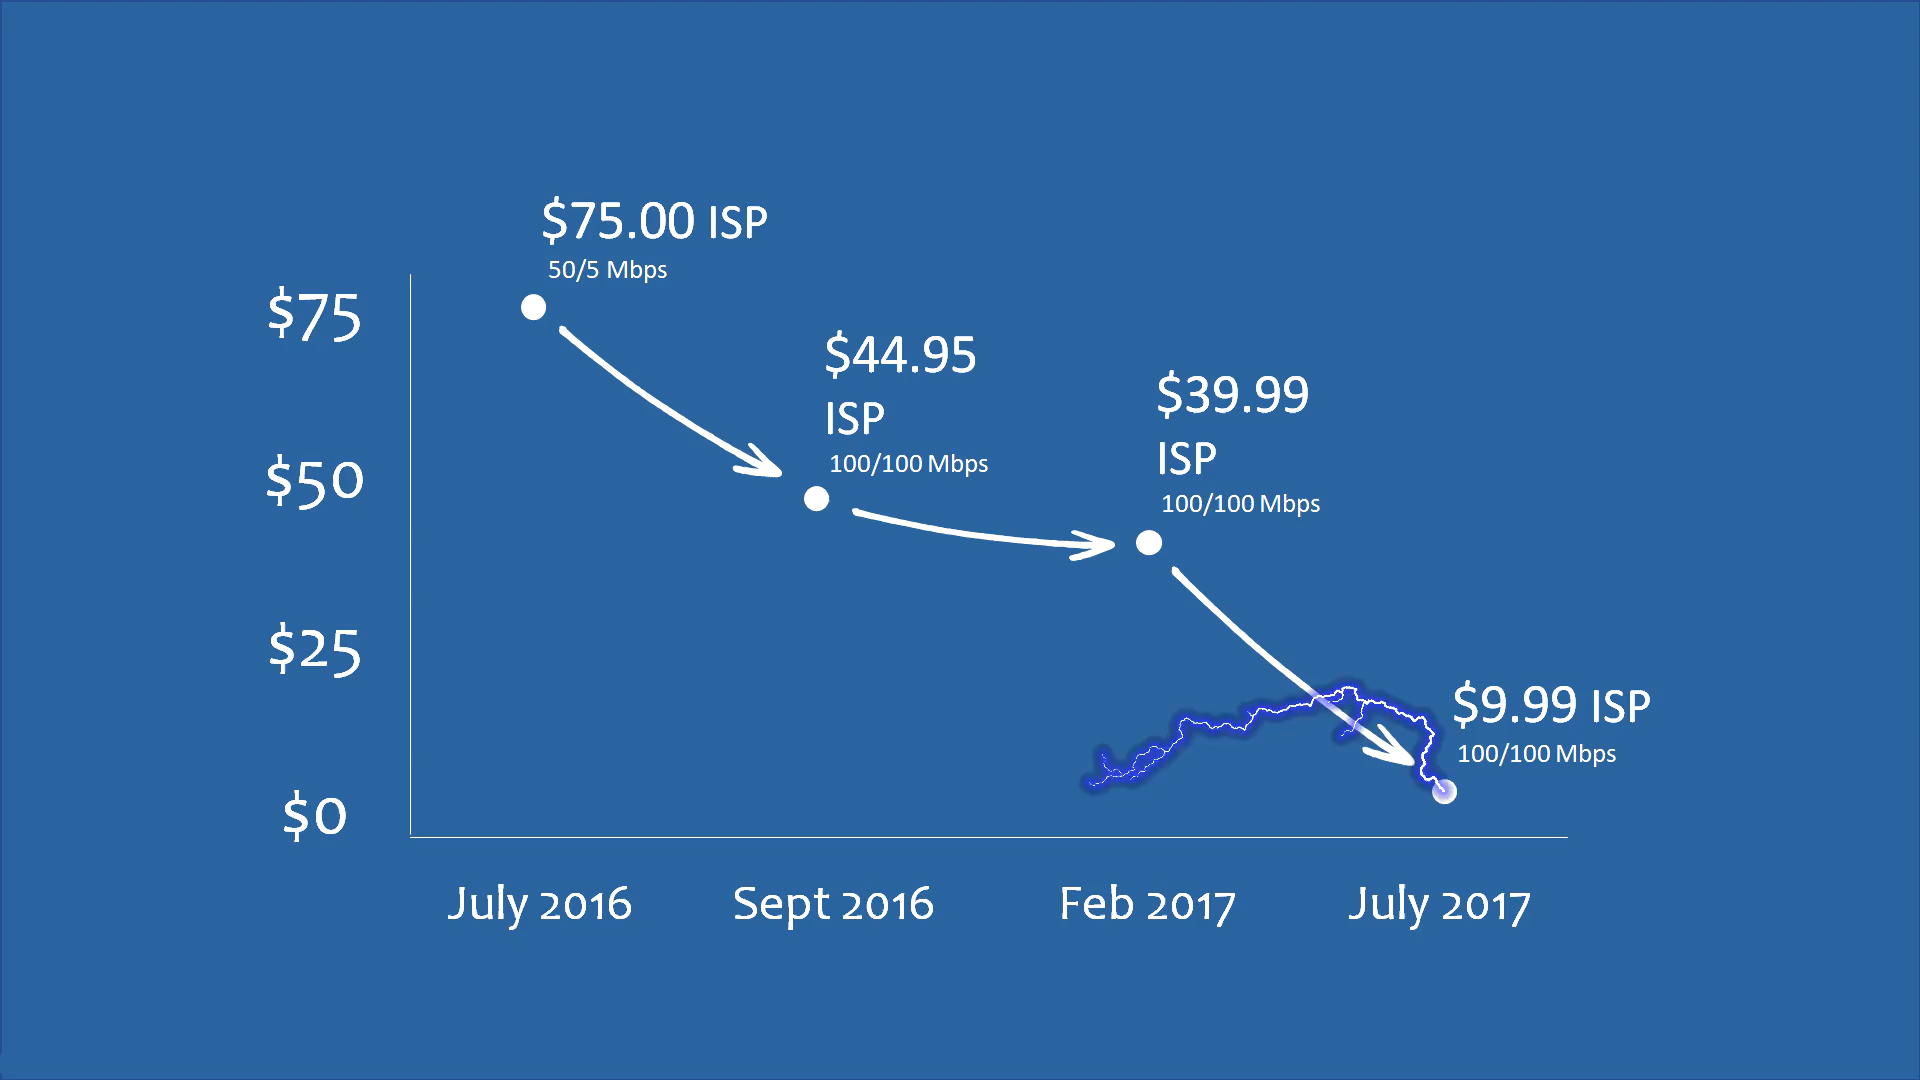 $75.00 ISP
50/5 Mbps
$75
$44.95
ISP
100/100 Mbps
$39.99
ISP
100/100 Mbps
$50
$25
$9.99 ISP
100/100 Mbps
$0
July 2016
Sept 2016
Feb 2017
July 2017